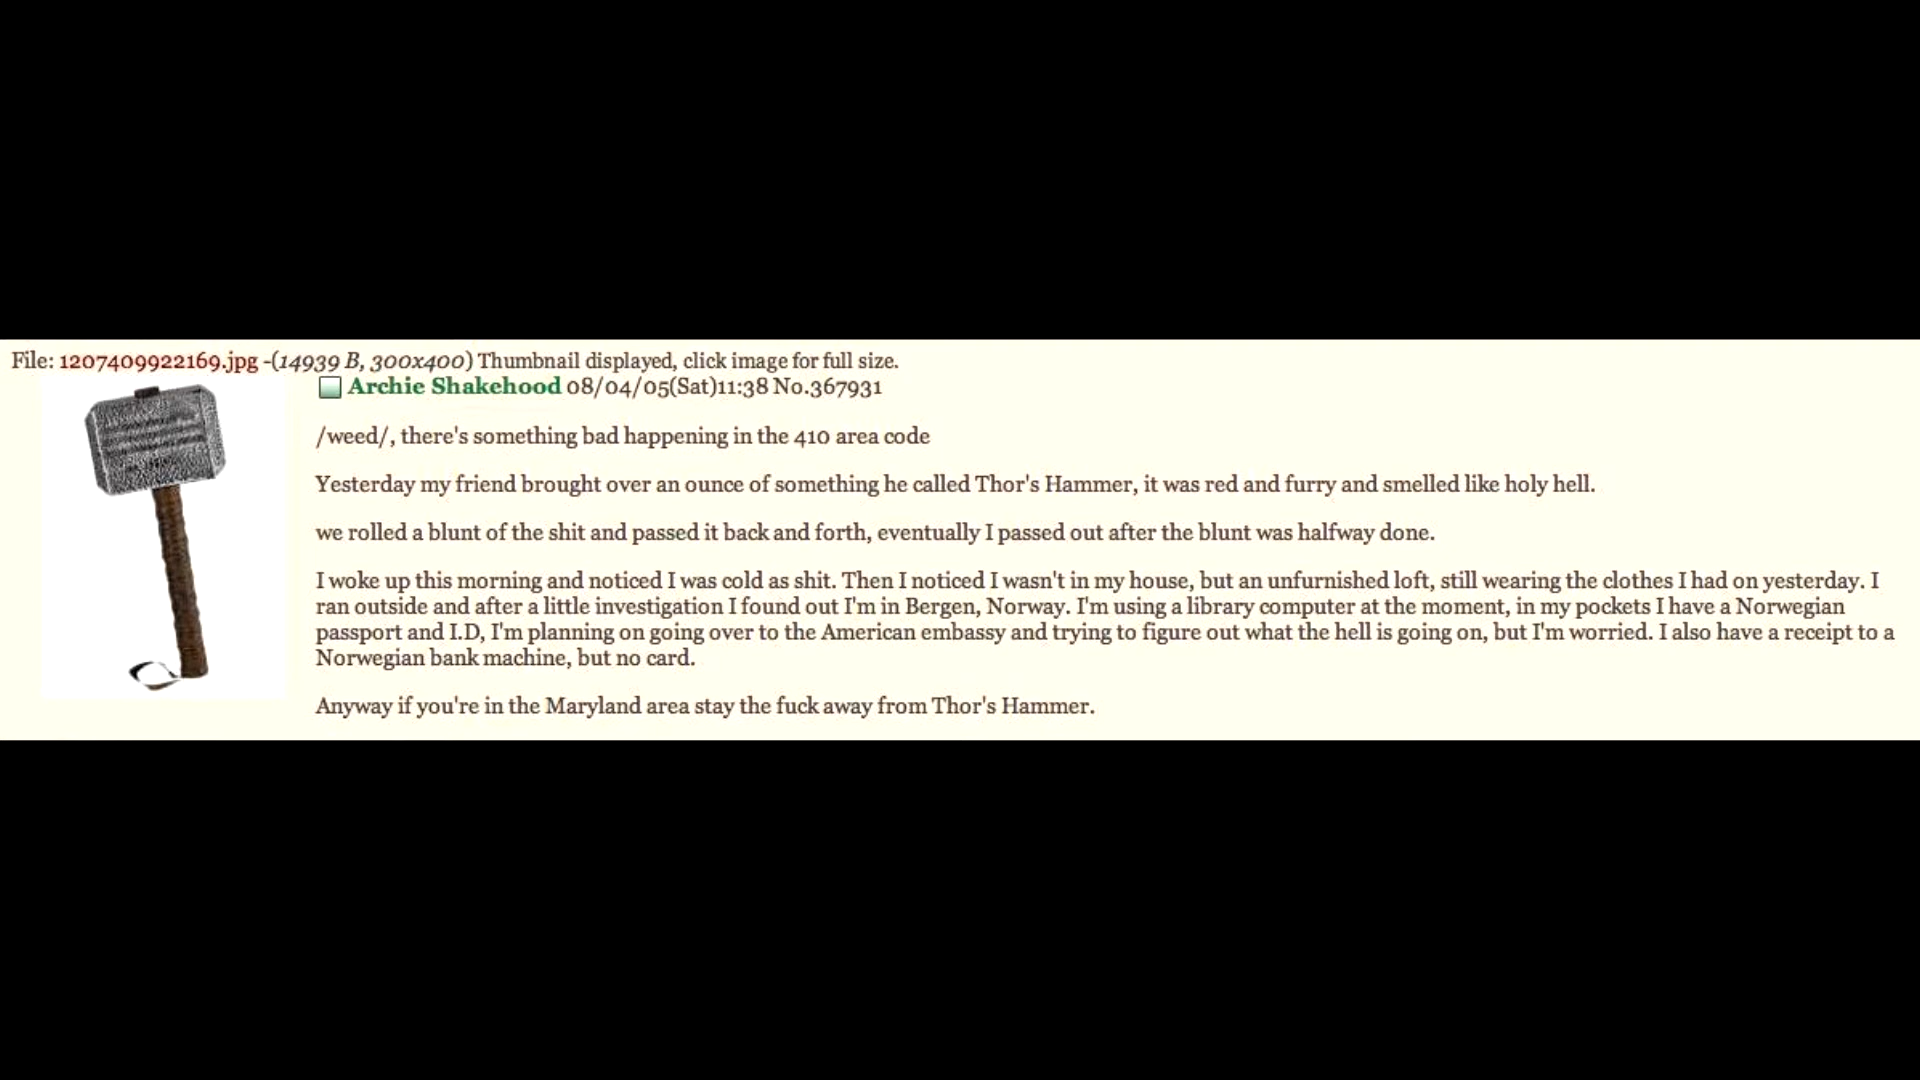 File: 1207409922169.jpg -(14939 B, 300x400) Thumbnail displayed, click image for full size.
Archie Shakehood 08/04/05(Sat)11:38 No.367931
/weed/, there's something bad happening in the 410 area code
Yesterday my friend brought over an ounce of something he called Thor's Hammer, it was red and furry and smelled like holy hell.
we rolled a blunt of the shit and passed it back and forth, eventually I passed out after the blunt was halfway done.
I woke up this morning and noticed I was cold as shit. Then I noticed I wasn't in my house, but an unfurnished loft, still wearing the clothes I had on yesterday. I
ran outside and after a little investigation I found out I'm in Bergen, Norway. I'm using a library computer at the moment, in my pockets I have a Norwegian
passport and I.D, I'm planning on going over to the American embassy and trying to figure out what the hell is going on, but I'm worried. I also have a receipt to a
Norwegian bank machine, but no card.
Anyway if you're in the Maryland area stay the fuck away from Thor's Hammer.